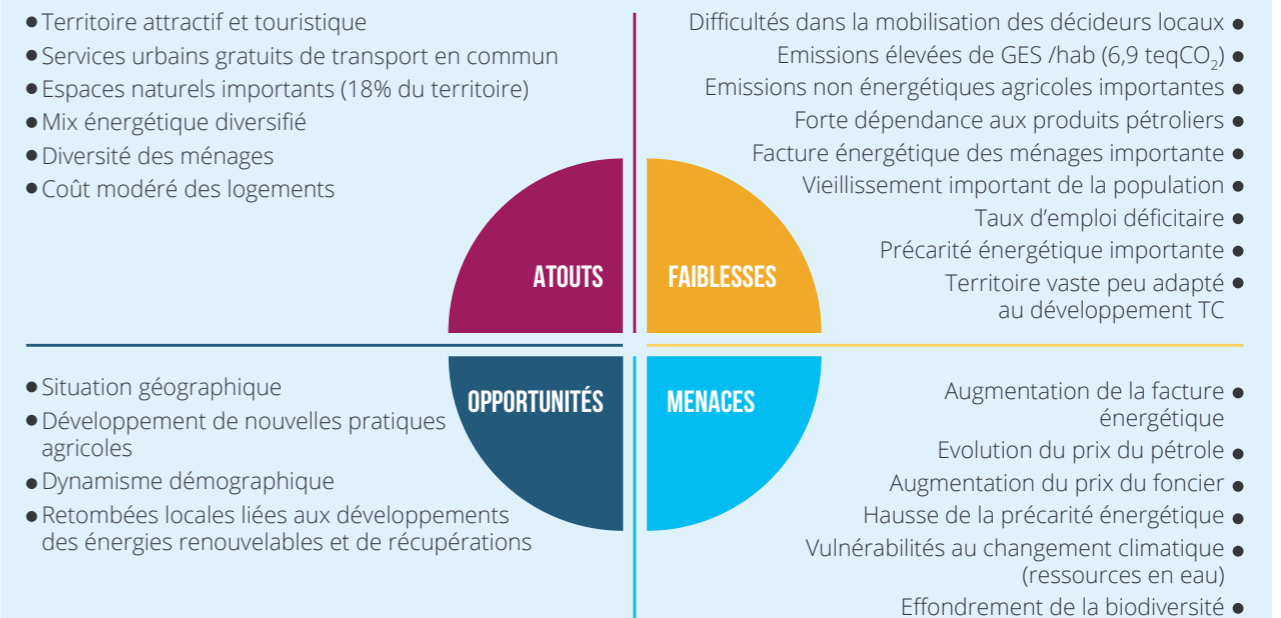 ● Territoire attractif et touristique
● Services urbains gratuits de transport en commun
● Espaces naturels importants (18% du territoire)
● Mix énergétique diversifié
● Diversité des ménages
● Coût modéré des logements
ATOUTS
Difficultés dans la mobilisation des décideurs locaux ●
Emissions élevées de GES /hab (6,9 teqCO₂) ●
Emissions non énergétiques agricoles importantes ●
Forte dépendance aux produits pétroliers ●
Facture énergétique des ménages importante ●
Vieillissement important de la population ●
Taux d’emploi déficitaire ●
Précarité énergétique importante ●
Territoire vaste peu adapté ●
au développement TC
FAIBLESSES
● Situation géographique
● Développement de nouvelles pratiques
agricoles
● Dynamisme démographique
● Retombées locales liées aux développements
des énergies renouvelables et de récupérations
OPPORTUNITÉS
MENACES
Augmentation de la facture ●
énergétique
Evolution du prix du pétrole ●
Augmentation du prix du foncier ●
Hausse de la précarité énergétique ●
Vulnérabilités au changement climatique ●
(ressources en eau)
Effondrement de la biodiversité ●